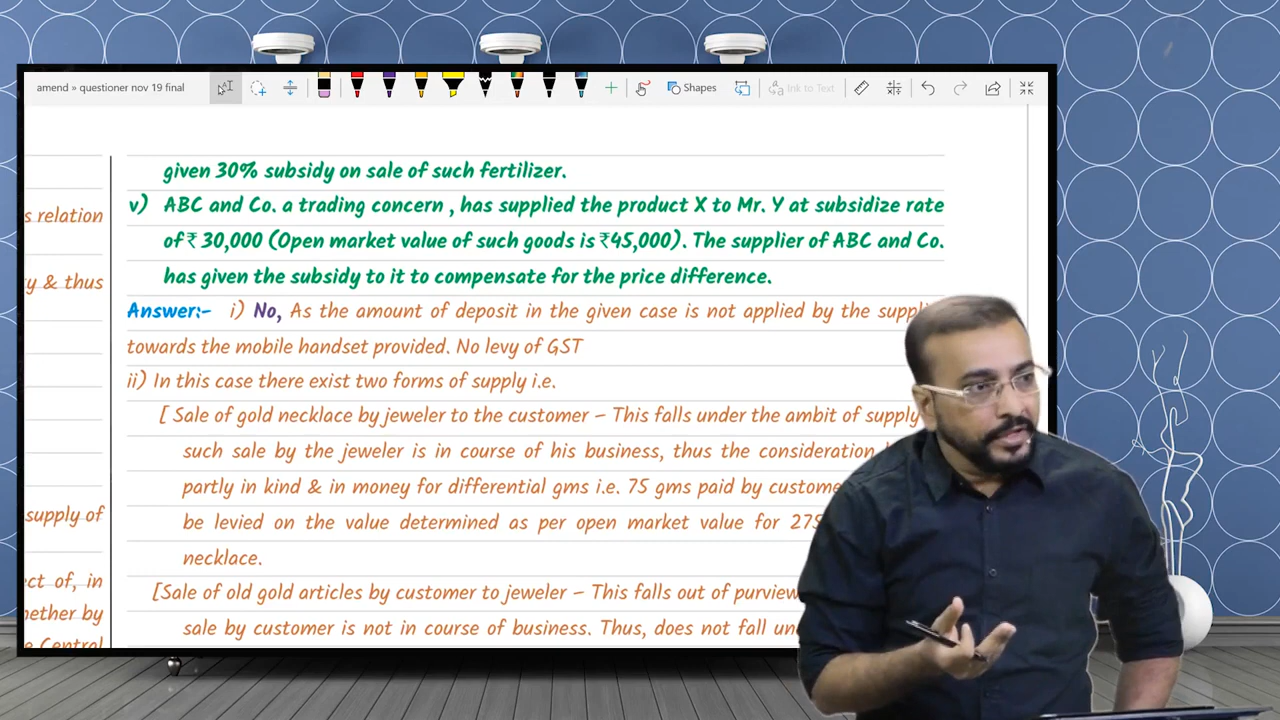 amend » questioner nov 19 final
Shapes
Ink to Text
given 30% subsidy on sale of such fertilizer.
s relation
v) ABC and Co. a trading concern , has supplied the product X to Mr. Y at subsidize rate
of ₹ 30,000 (Open market value of such goods is ₹45,000). The supplier of ABC and Co.
y & thus
has given the subsidy to it to compensate for the price difference.
Answer:- i) No, As the amount of deposit in the given case is not applied by the
towards the mobile handset provided. No levy of GST
ii) In this case there exist two forms of supply i.e.
[ Sale of gold necklace by jeweler to the customer – This falls under the ambit of supply
such sale by the jeweler is in course of his business, thus the consideration
partly in kind & in money for differential gms i.e. 75 gms paid by
supply of
be levied on the value determined as per open market value for
necklace.
ect of, in
[Sale of old gold articles by customer to jeweler – This falls out of purview
hether by
sale by customer is not in course of business. Thus, does not fall
e Central